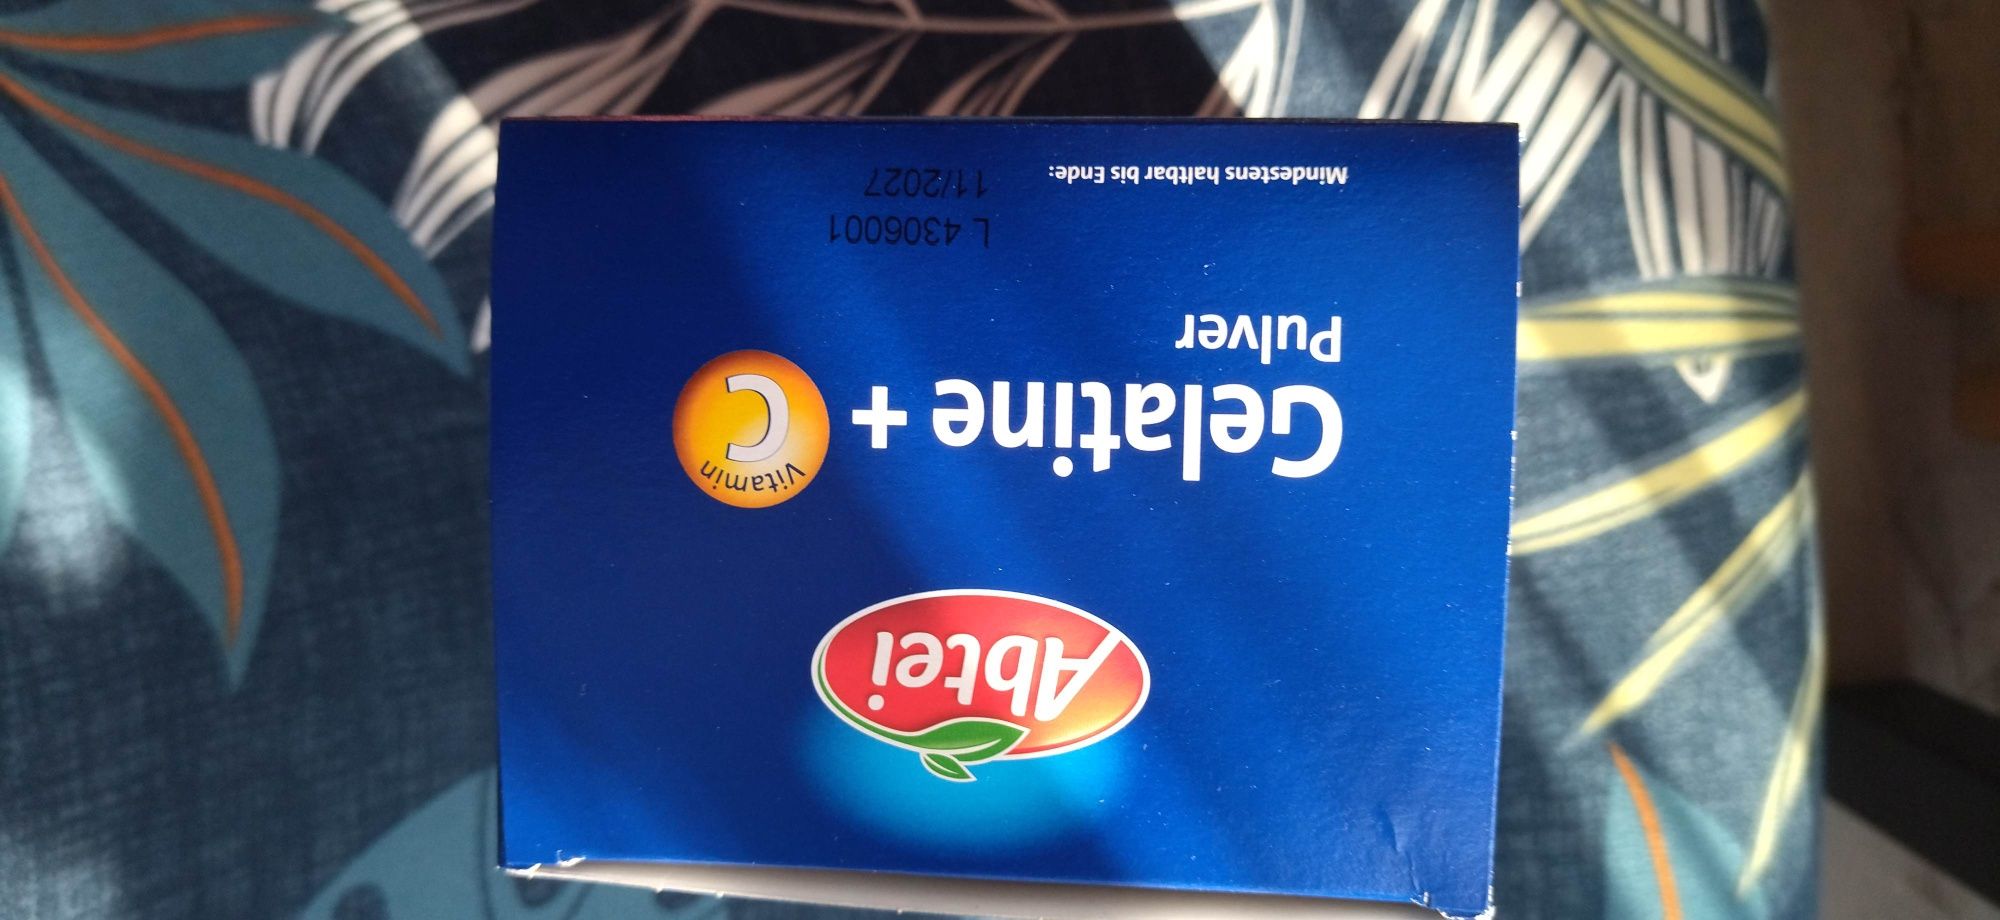 Abtei
Gelatine + Vitamin C
Pulver
L 4306001
Mindestens haltbar bis Ende: 11/2027